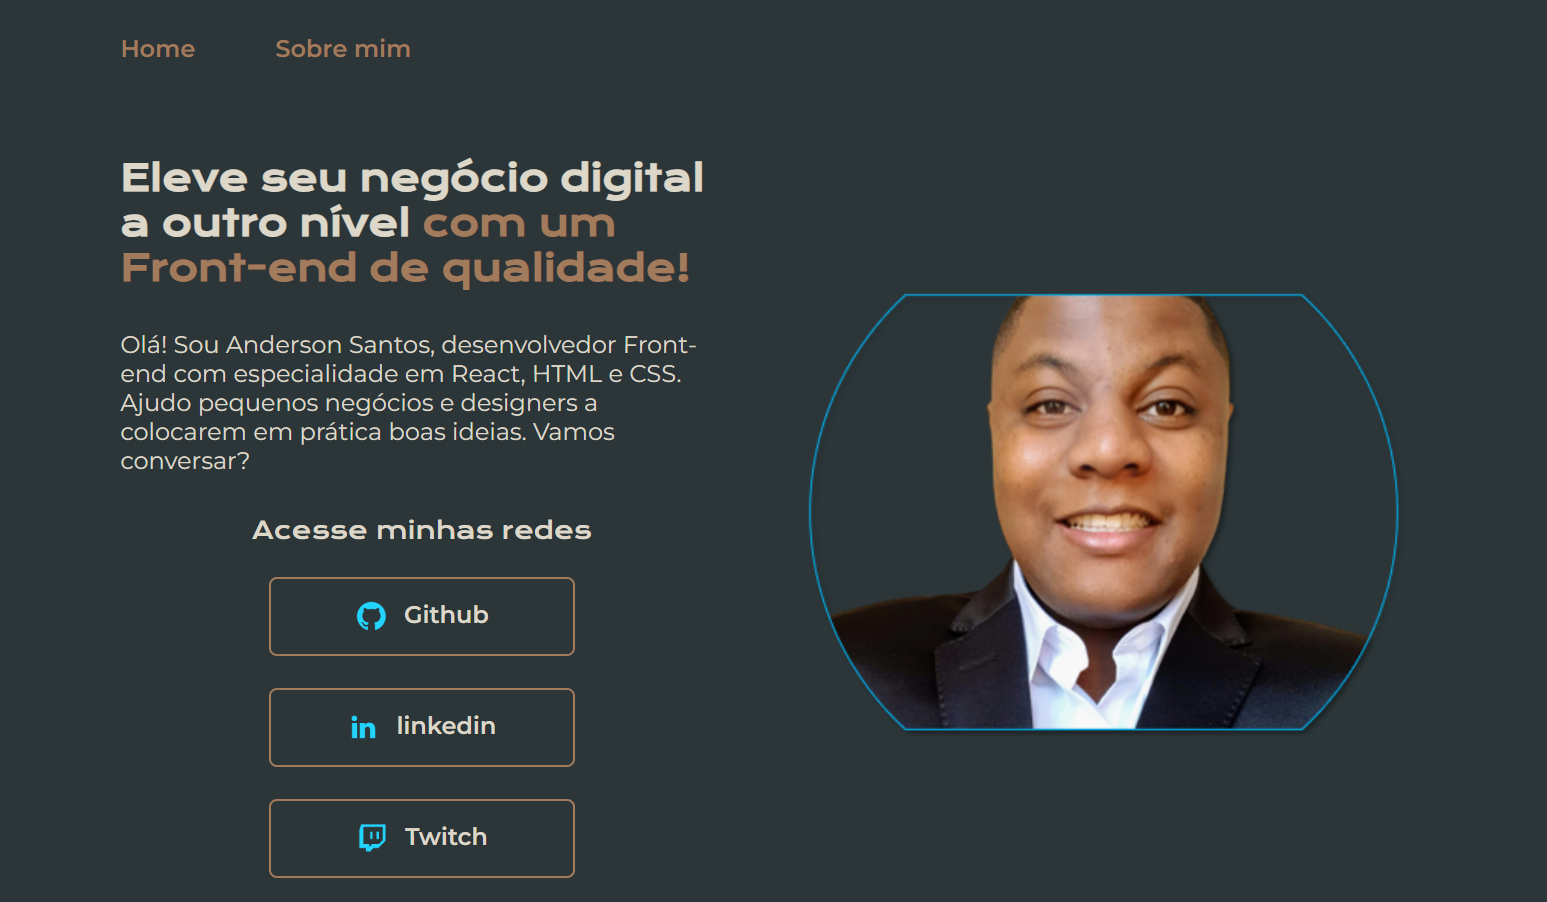 Home
Sobre mim
Eleve seu negócio digital
a outro nível com um
Front-end de qualidade!
Olá! Sou Anderson Santos, desenvolvedor Front-
end com especialidade em React, HTML e CSS.
Ajudo pequenos negócios e designers a
colocarem em prática boas ideias. Vamos
conversar?
Acesse minhas redes
Github
linkedin
Twitch